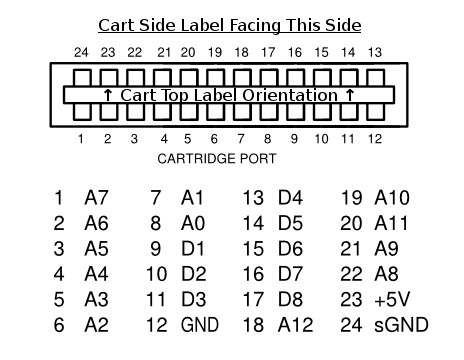 Cart Side Label Facing This Side
24 23 22 21 20 19 18 17 16 15 14 13
↑ Cart Top Label Orientation ↑
1 2 3 4 5 6 7 8 9 10 11 12
CARTRIDGE PORT
1 A7 7 A1 13 D4 19 A10
2 A6 8 A0 14 D5 20 A11
3 A5 9 D1 15 D6 21 A9
4 A4 10 D2 16 D7 22 A8
5 A3 11 D3 17 D8 23 +5V
6 A2 12 GND 18 A12 24 sGND